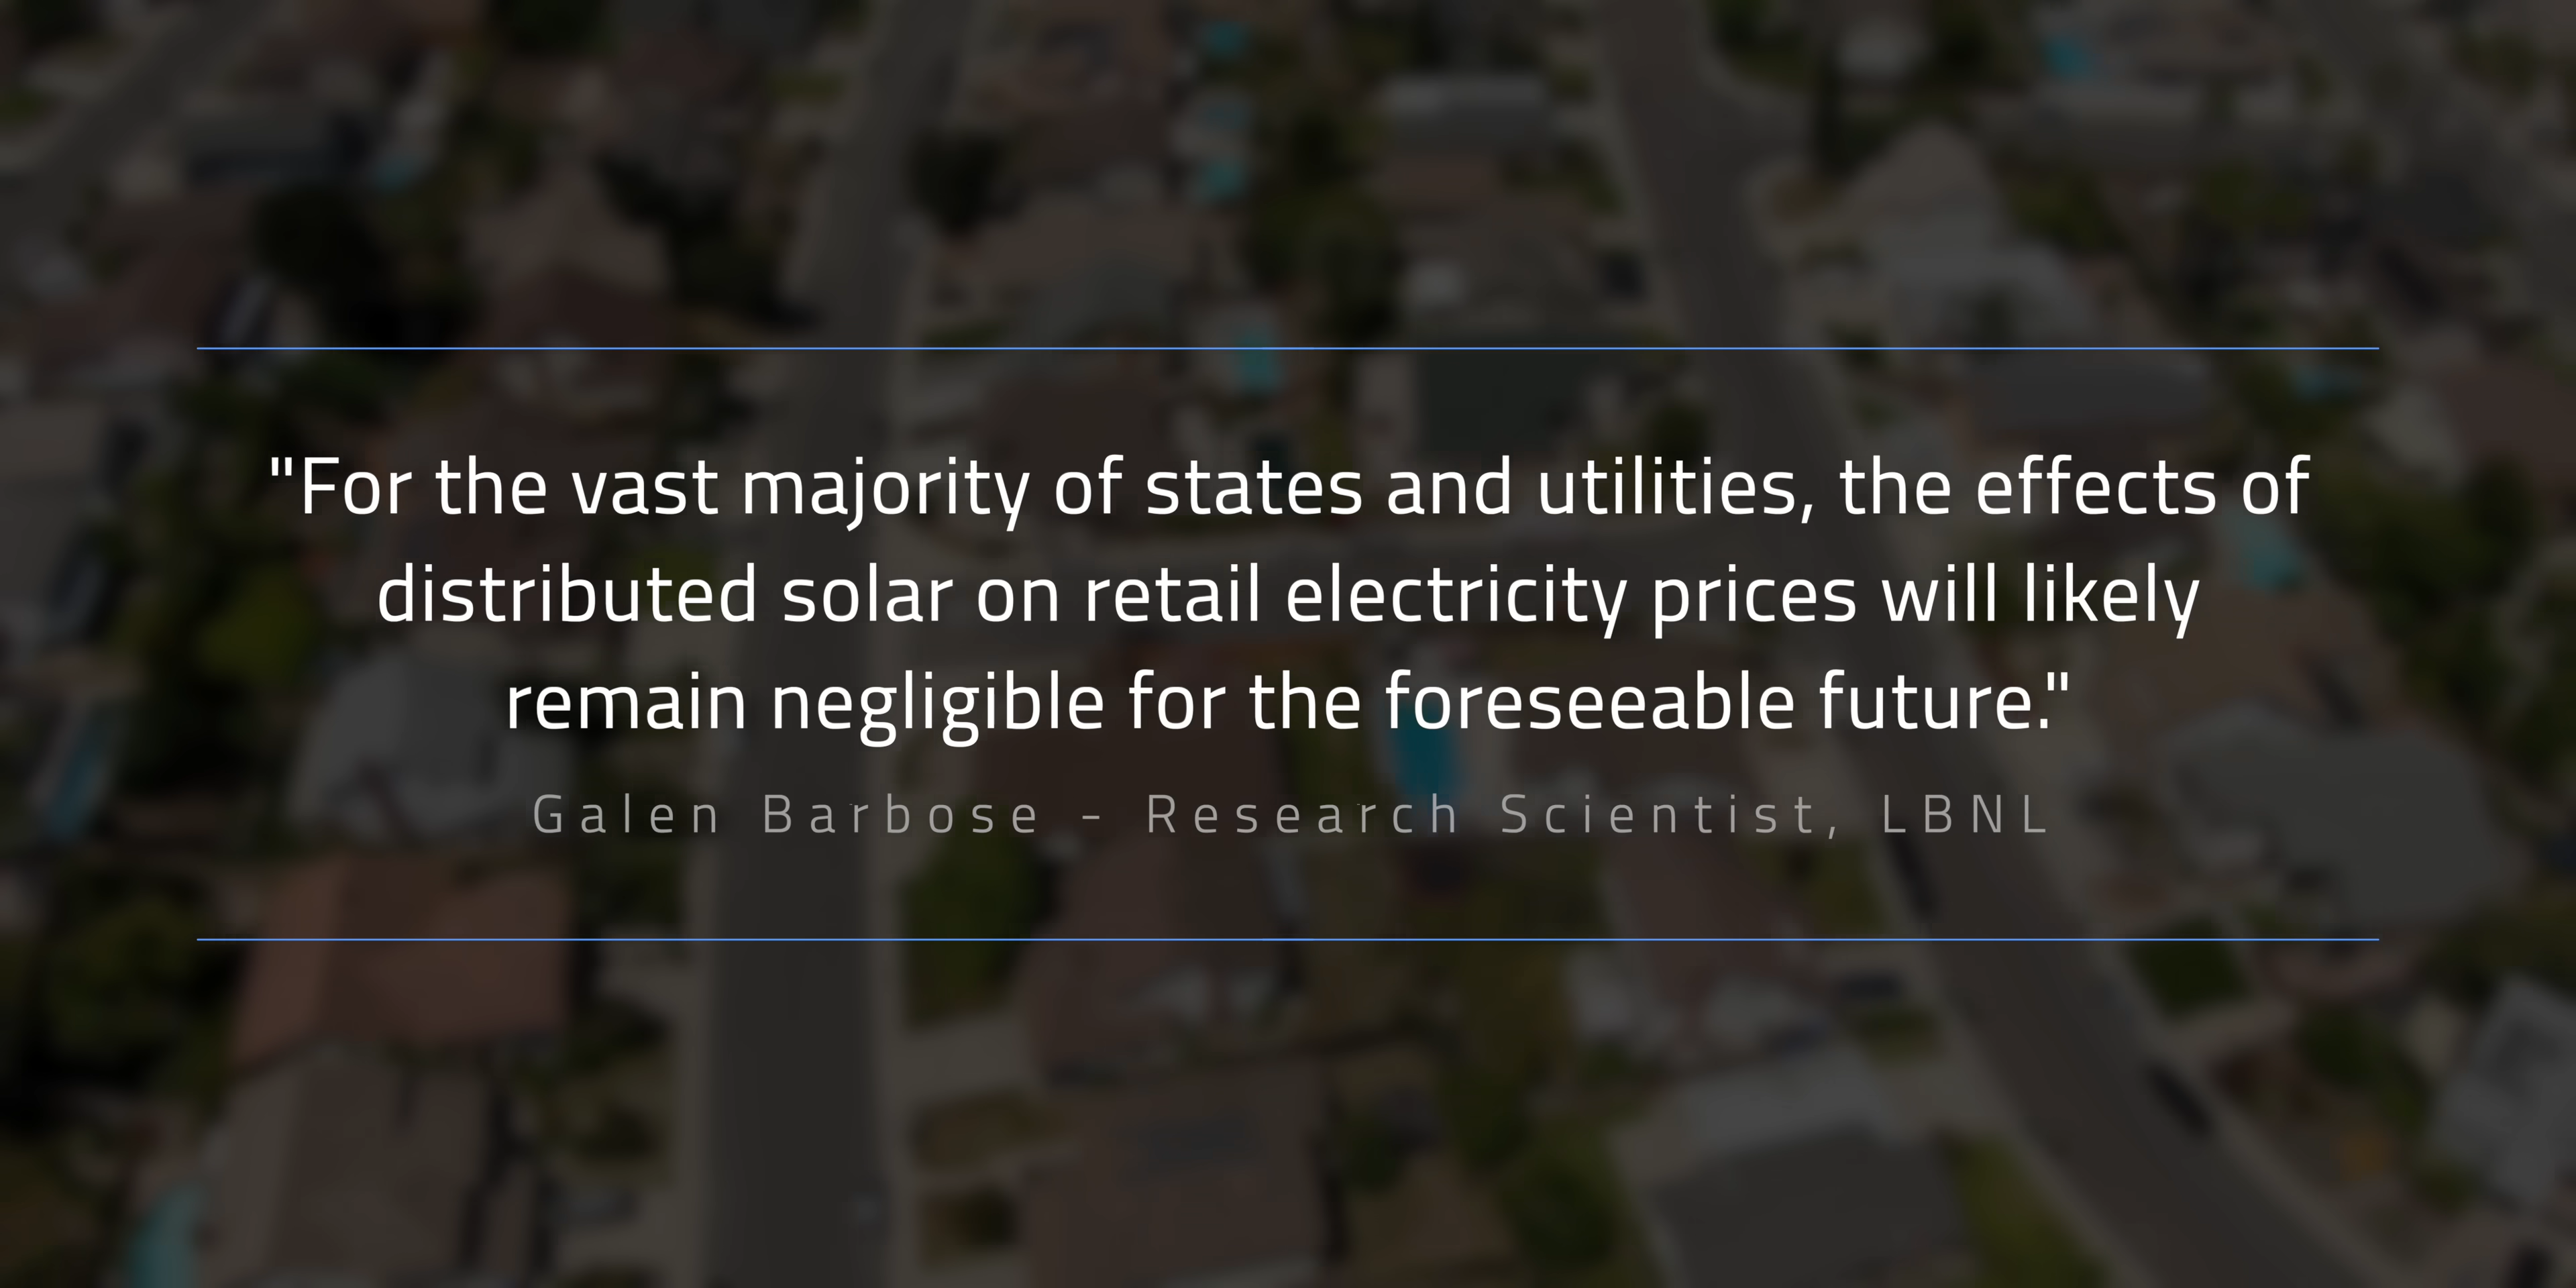 "For the vast majority of states and utilities, the effects of
distributed solar on retail electricity prices will likely
remain negligible for the foreseeable future."
Galen Barbose - Research Scientist, LBNL